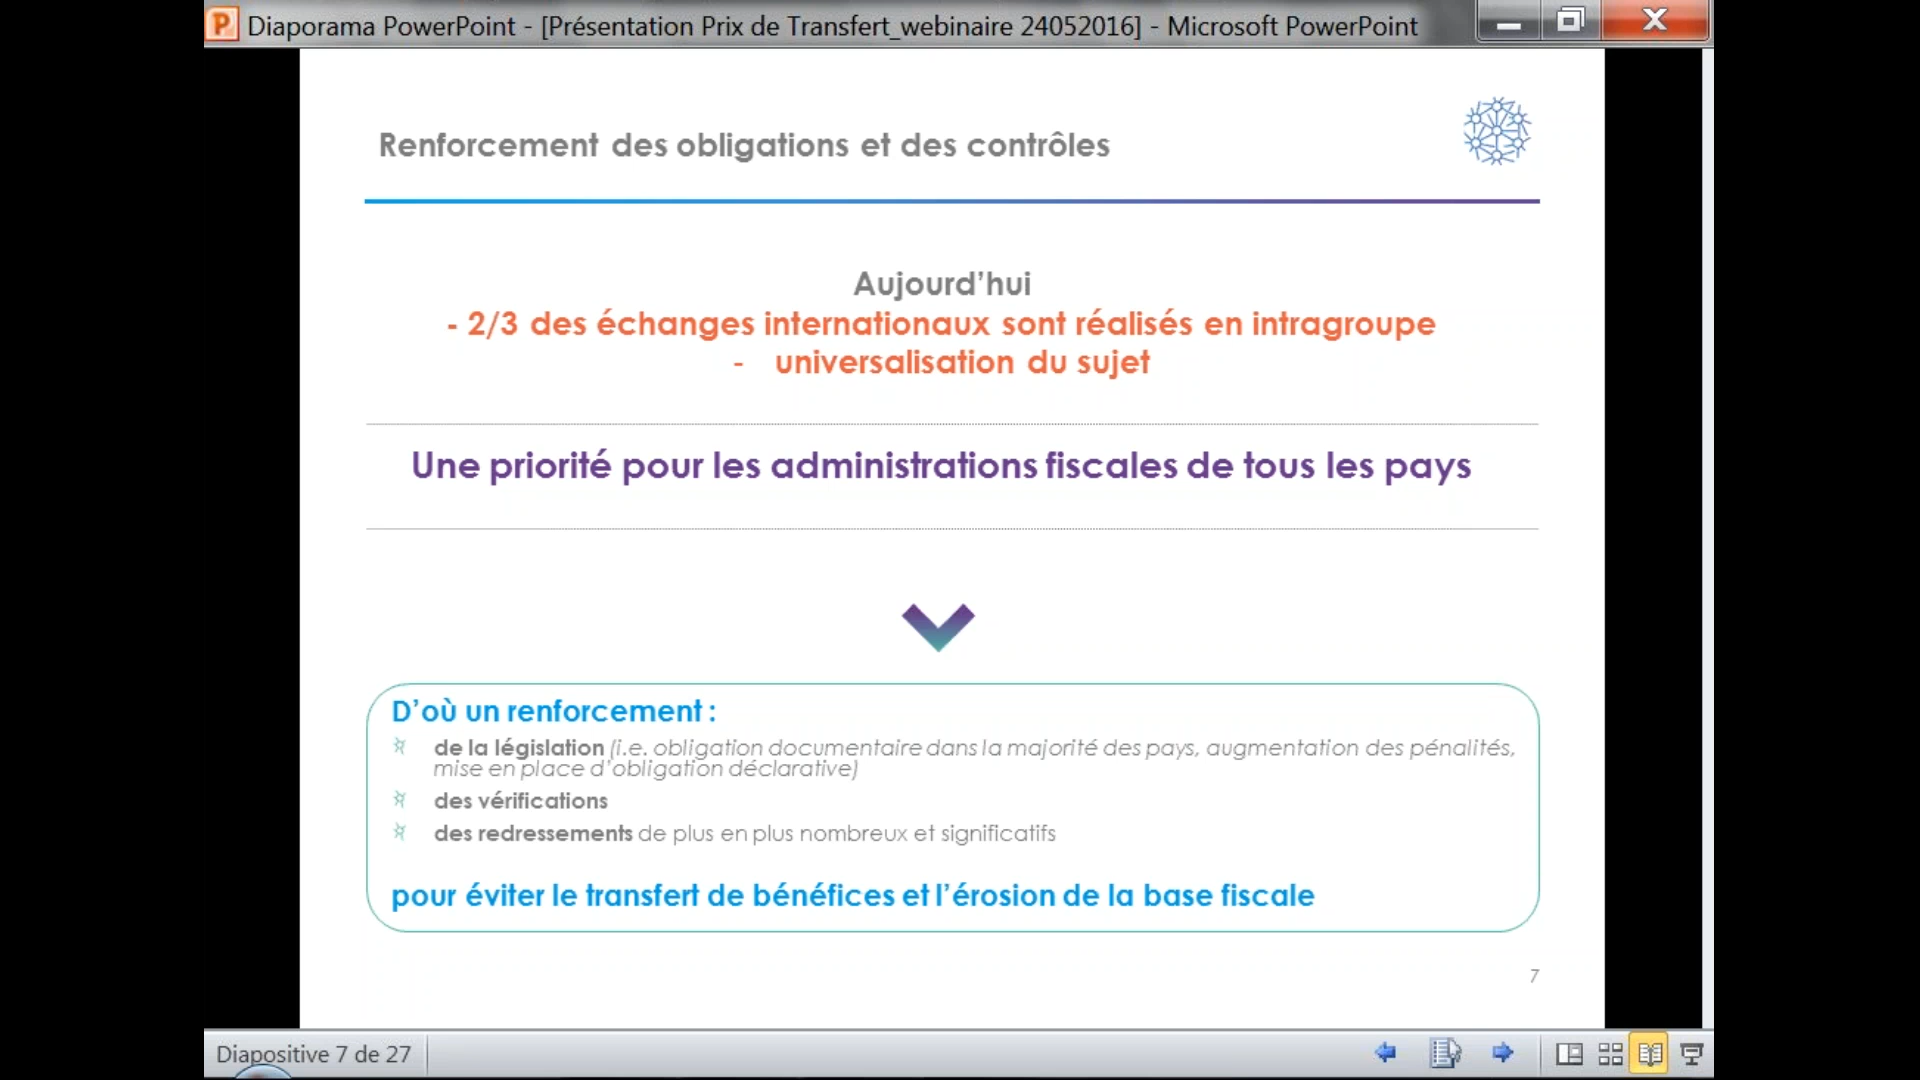 Diaporama PowerPoint - [Présentation Prix de Transfert_webinaire 24052016] - Microsoft PowerPoint
Renforcement des obligations et des contrôles
Aujourd’hui
- 2/3 des échanges internationaux sont réalisés en intragroupe
- universalisation du sujet
Une priorité pour les administrations fiscales de tous les pays
D’où un renforcement :
de la législation (i.e. obligation documentaire dans la majorité des pays, augmentation des pénalités,
mise en place d’obligation déclarative)
des vérifications
des redressements de plus en plus nombreux et significatifs
pour éviter le transfert de bénéfices et l’érosion de la base fiscale
7
Diapositive 7 de 27